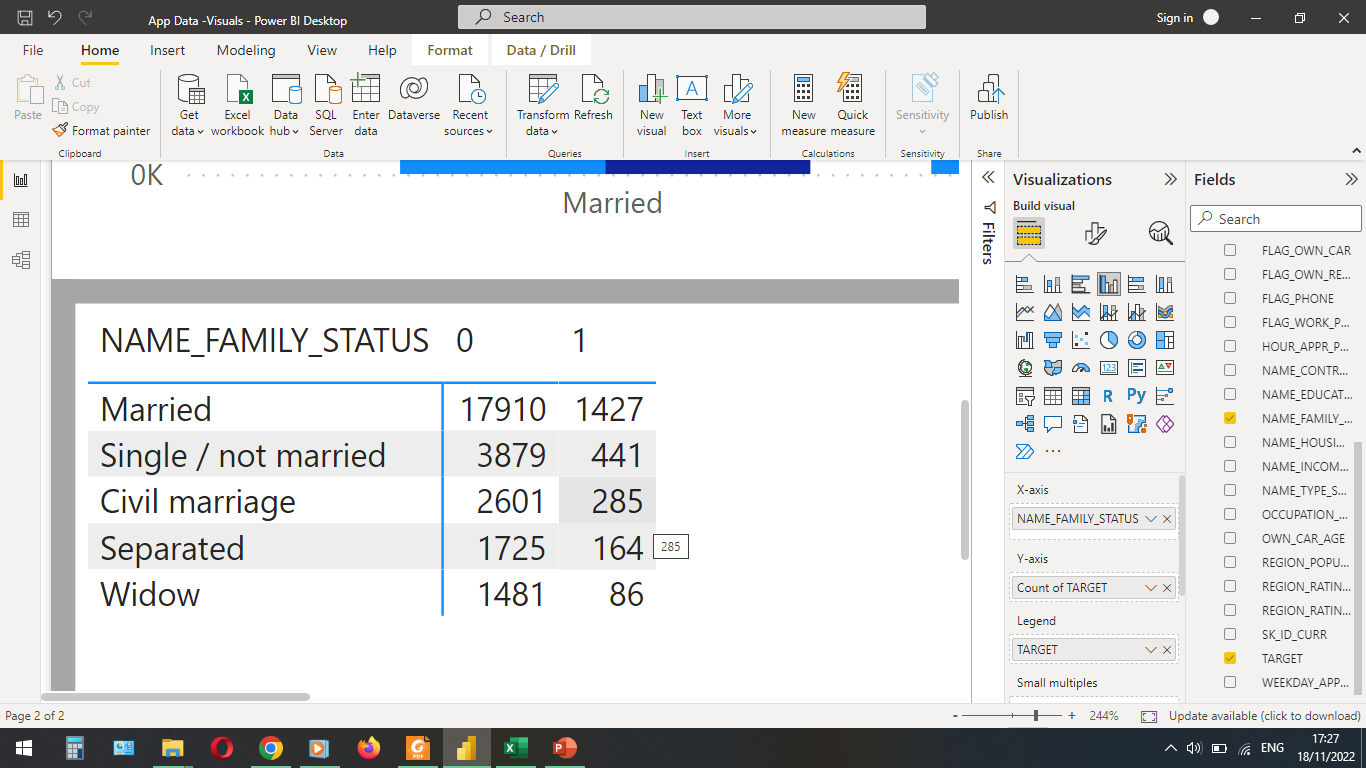 App Data -Visuals - Power BI Desktop
Search
Sign in
File Home Insert Modeling View Help Format Data / Drill
Paste
Cut
Copy
Format painter
Clipboard
Get data
Excel workbook
Data hub
SQL Server
Enter data
Dataverse
Recent sources
Data
Transform data
Refresh
Queries
New visual
Text box
More visuals
Insert
New measure
Quick measure
Calculations
Sensitivity
Sensitivity
Publish
Share
0K
Married
NAME_FAMILY_STATUS 0 1
Married 17910 1427
Single / not married 3879 441
Civil marriage 2601 285
Separated 1725 164
285
Widow 1481 86
Filters
Visualizations
Build visual
123
R
Py
X-axis
NAME_FAMILY_STATUS
Y-axis
Count of TARGET
Legend
TARGET
Small multiples
Fields
Search
FLAG_OWN_CAR
FLAG_OWN_RE...
FLAG_PHONE
FLAG_WORK_P...
HOUR_APPR_P...
NAME_CONTR...
NAME_EDUCAT...
NAME_FAMILY_...
NAME_HOUSI...
NAME_INCOM...
NAME_TYPE_S...
OCCUPATION_...
OWN_CAR_AGE
REGION_POPU...
REGION_RATIN...
REGION_RATIN...
SK_ID_CURR
TARGET
WEEKDAY_APP...
Page 2 of 2
- + 244%
Update available (click to download)
PDF
ENG
17:27
18/11/2022